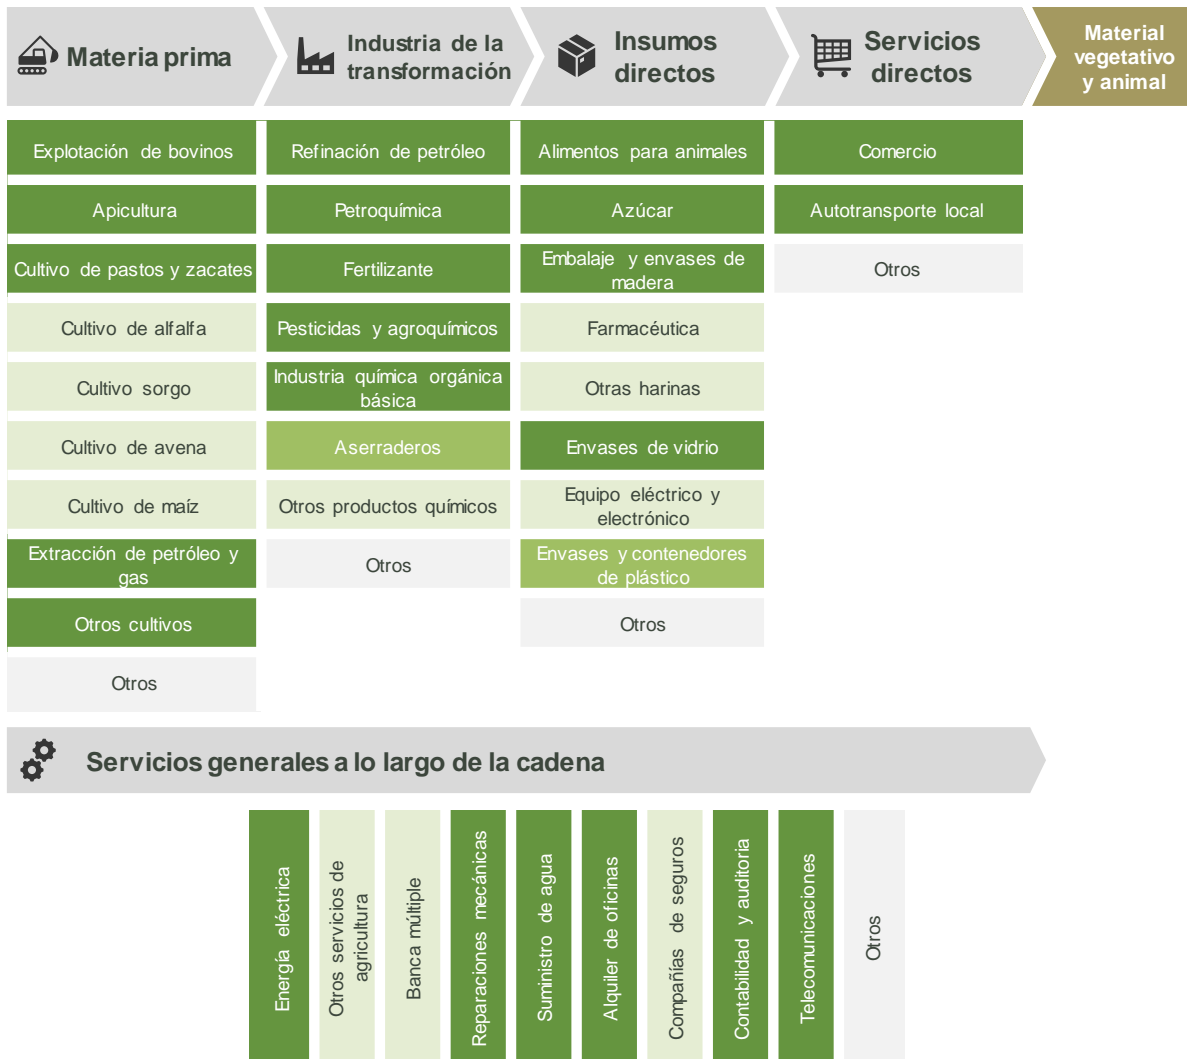 Materia prima
Industria de la
transformación
Insumos
directos
Servicios
directos
Material
vegetativo
y animal
Explotación de bovinos
Apicultura
Cultivo de pastos y zacates
Cultivo de alfalfa
Cultivo sorgo
Cultivo de avena
Cultivo de maíz
Extracción de petróleo y
gas
Otros cultivos
Otros
Refinación de petróleo
Petroquímica
Fertilizante
Pesticidas y agroquímicos
Industria química orgánica
básica
Aserraderos
Otros productos químicos
Otros
Alimentos para animales
Azúcar
Embalaje y envases de
madera
Farmacéutica
Otras harinas
Envases de vidrio
Equipo eléctrico y
electrónico
Envases y contenedores
de plástico
Otros
Comercio
Autotransporte local
Otros
Servicios generales a lo largo de la cadena
Energía eléctrica
Otros servicios de
agricultura
Banca múltiple
Reparaciones mecánicas
Suministro de agua
Alquiler de oficinas
Compañías de seguros
Contabilidad y auditoria
Telecomunicaciones
Otros